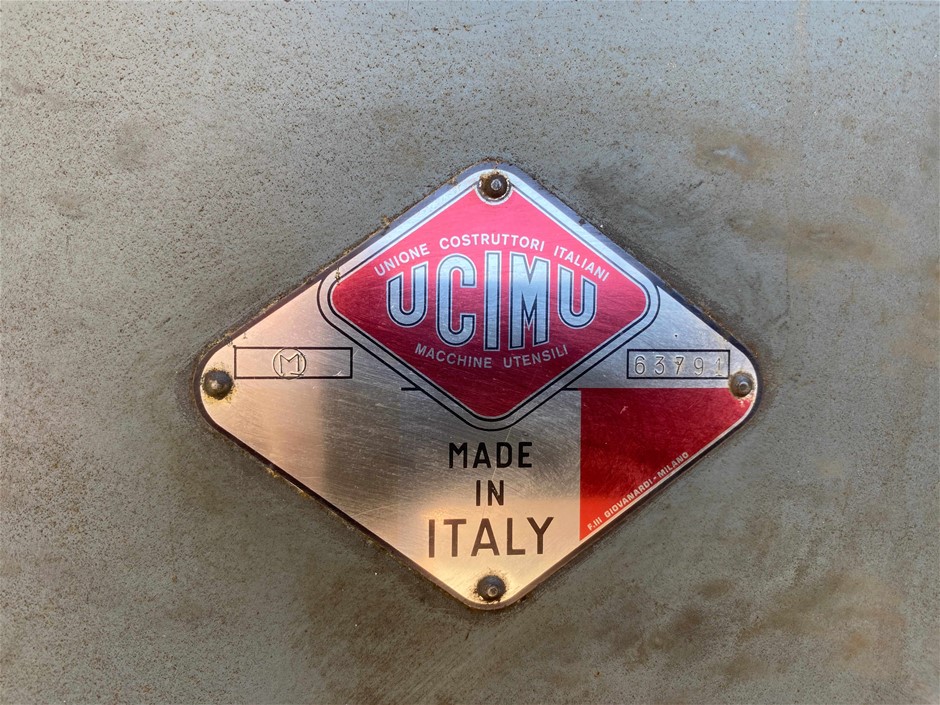 UNIONE COSTRUTTORI ITALIANI
UCIMU
MACCHINE UTENSILI
M
63791
MADE
IN
ITALY
F.lli GIOVANARDI - MILANO